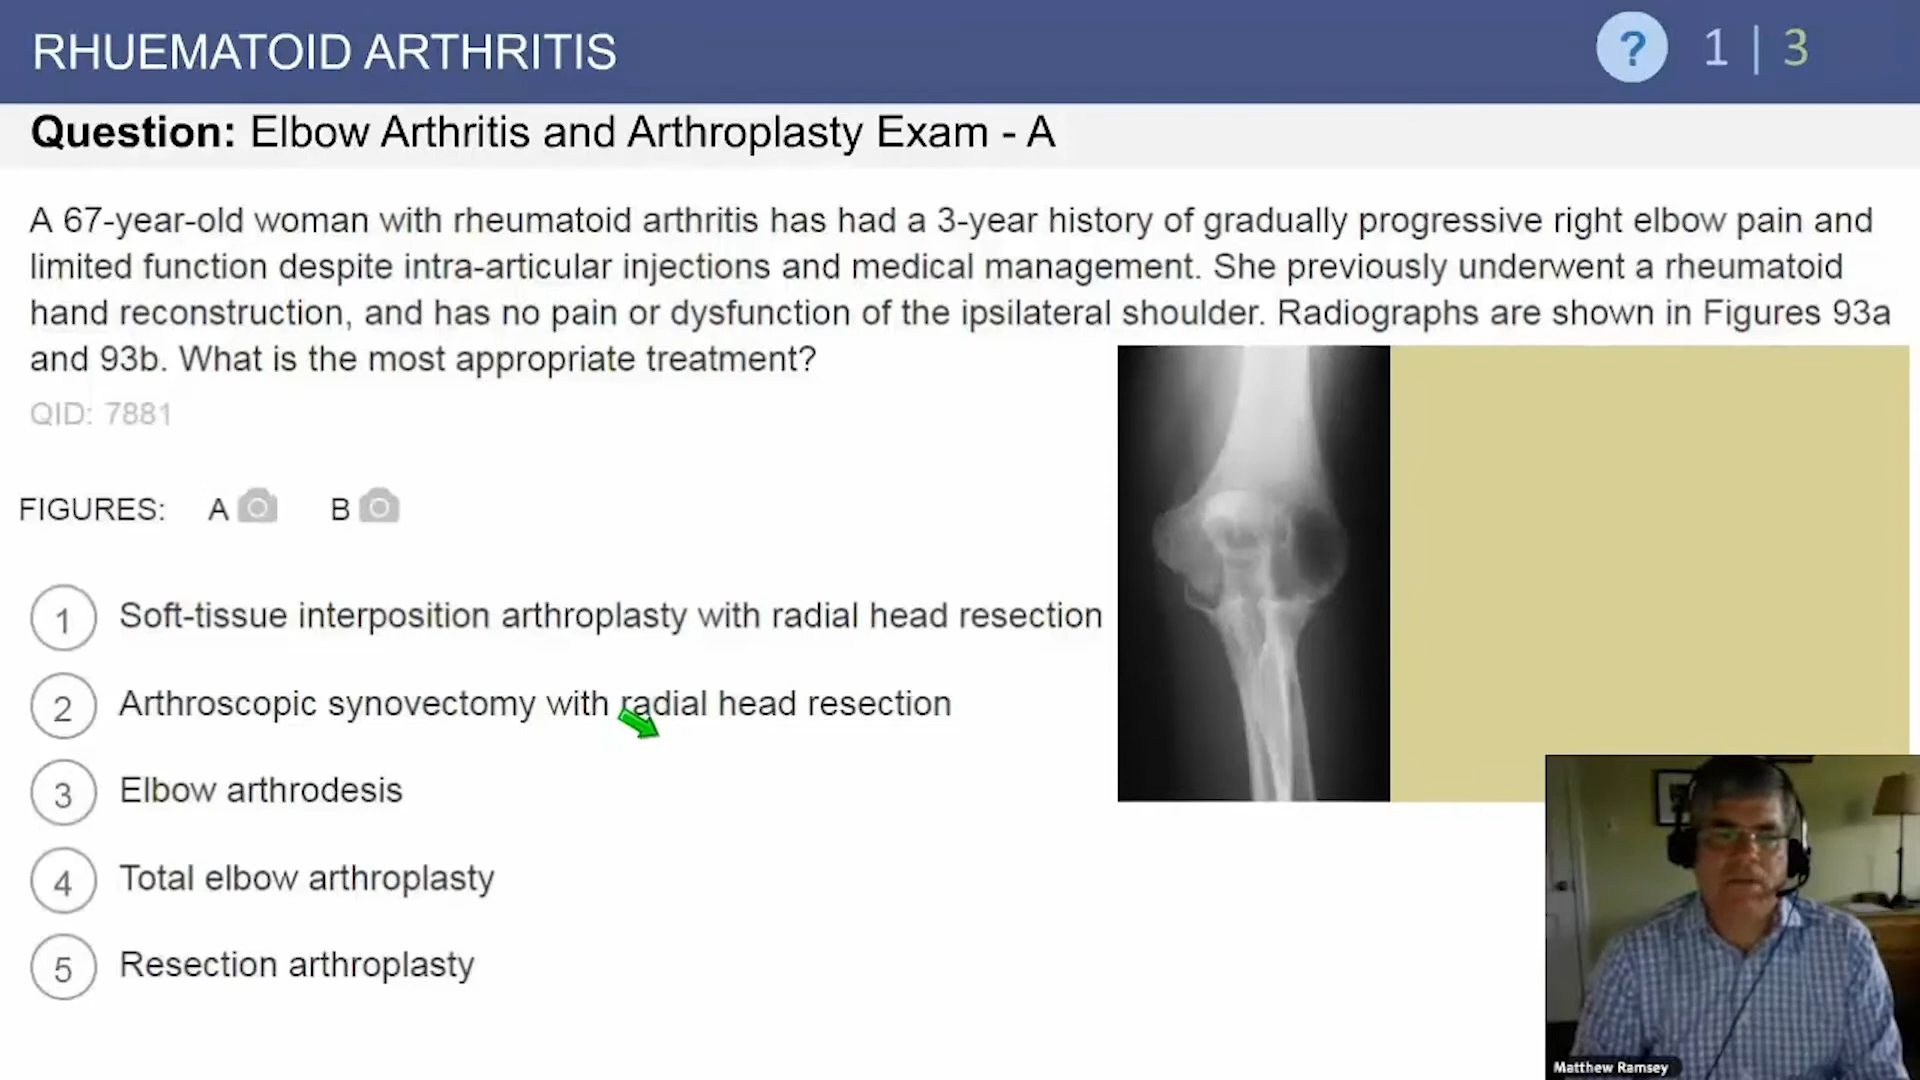 RHUEMATOID ARTHRITIS
? 1 | 3
Question: Elbow Arthritis and Arthroplasty Exam - A
A 67-year-old woman with rheumatoid arthritis has had a 3-year history of gradually progressive right elbow pain and
limited function despite intra-articular injections and medical management. She previously underwent a rheumatoid
hand reconstruction, and has no pain or dysfunction of the ipsilateral shoulder. Radiographs are shown in Figures 93a
and 93b. What is the most appropriate treatment?
QID: 7881
FIGURES: A B
1 Soft-tissue interposition arthroplasty with radial head resection
2 Arthroscopic synovectomy with radial head resection
3 Elbow arthrodesis
4 Total elbow arthroplasty
5 Resection arthroplasty
Matthew Ramsey